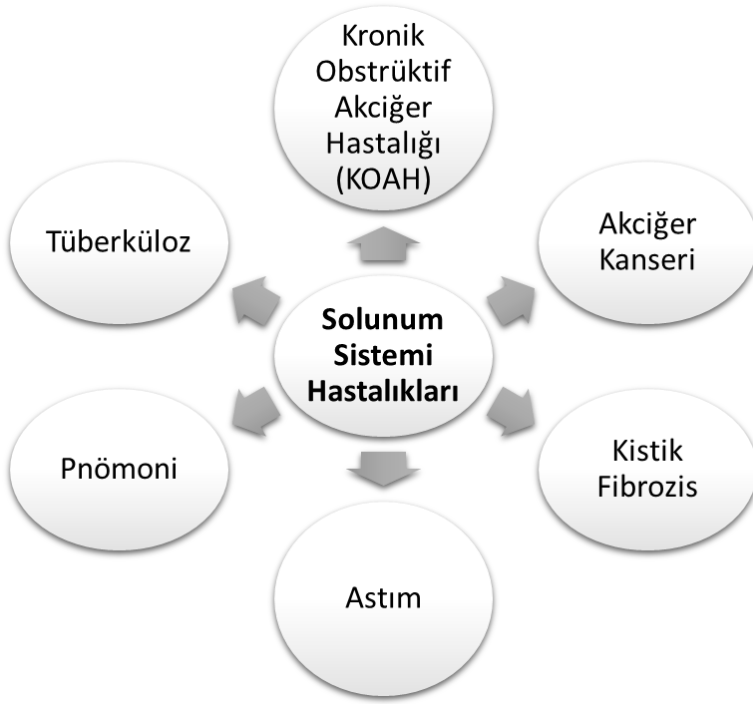 Kronik
Obstrüktif
Akciğer
Hastalığı
(KOAH)
Tüberküloz
Akciğer
Kanseri
Solunum
Sistemi
Hastalıkları
Pnömoni
Kistik
Fibrozis
Astım